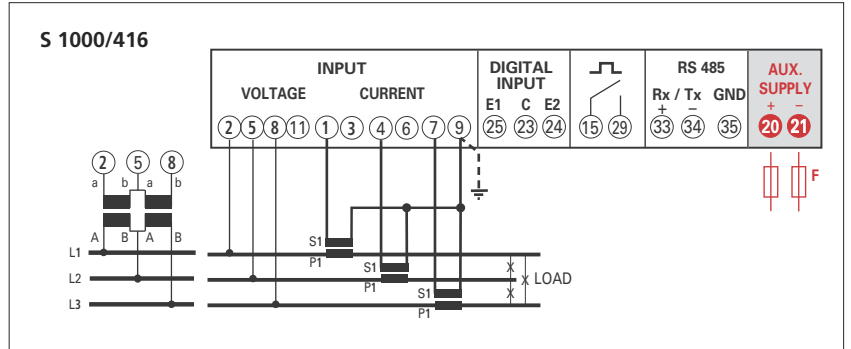 S 1000/416
INPUT
VOLTAGE CURRENT
2 5 8 11 1 3 4 6 7 9
DIGITAL
INPUT
E1 C E2
25 23 24
15 29
RS 485
Rx / Tx GND
+ −
33 34 35
AUX.
SUPPLY
+ −
20 21
F
2 5 8
a b a b
A B A B
L1
L2
L3
S1
P1
S1
P1
S1
P1
X
X LOAD
X